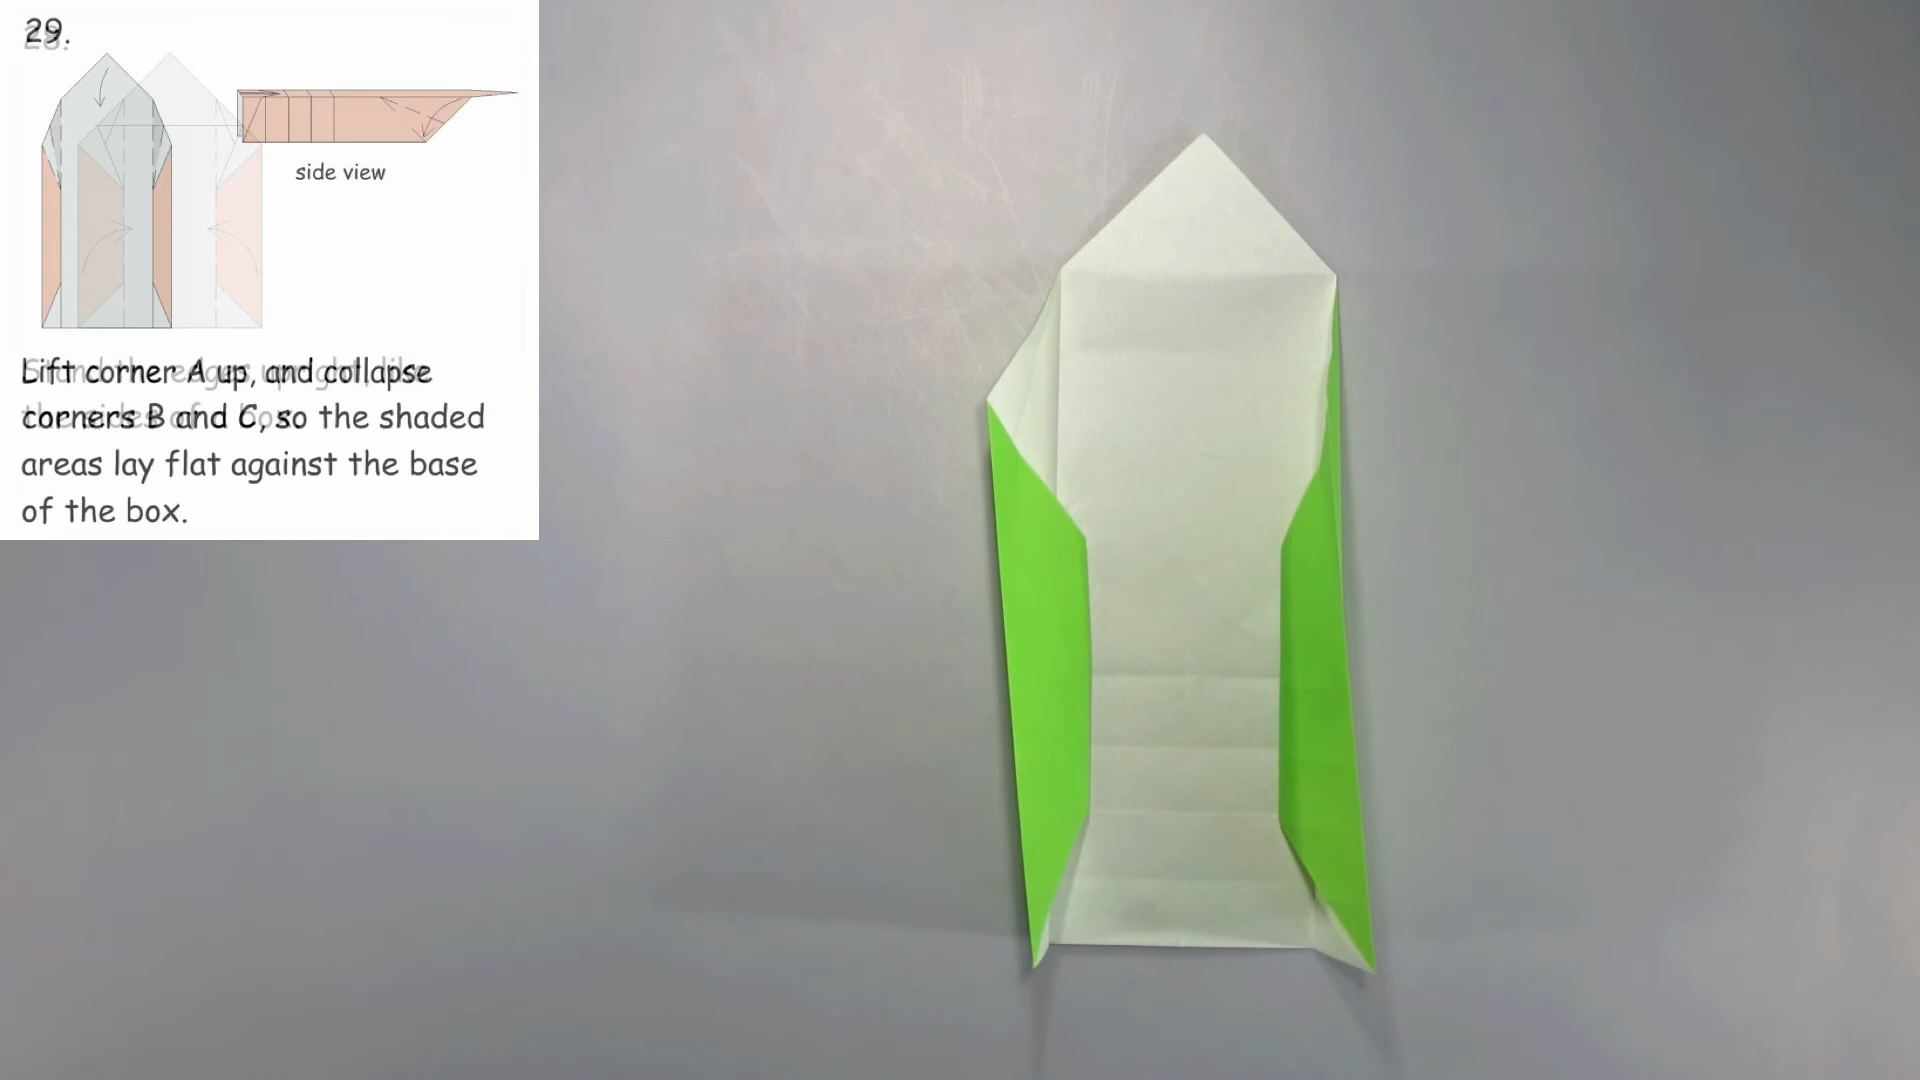 29.
side view
Lift corner A up, and collapse
corners B and C, so the shaded
areas lay flat against the base
of the box.